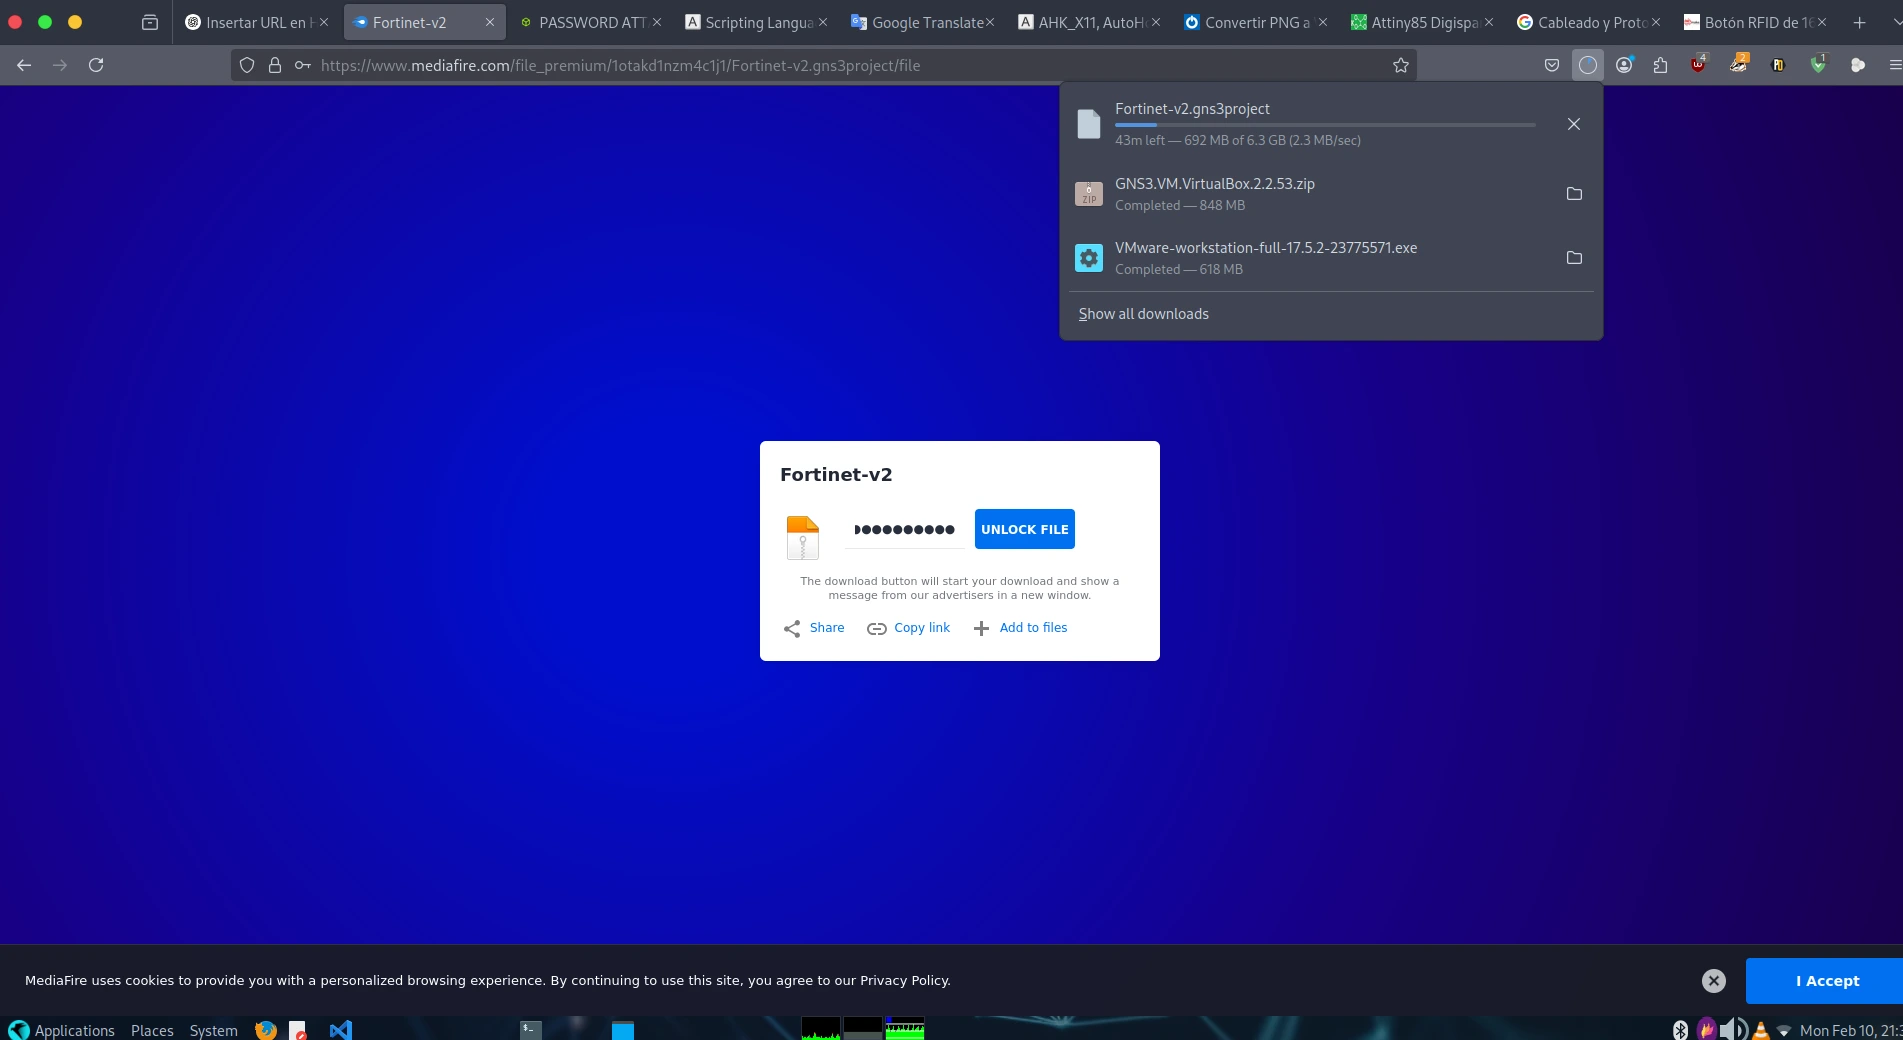 Insertar URL en H
Fortinet-v2
PASSWORD ATT
Scripting Langua
Google Translate
AHK_X11, AutoH
Convertir PNG a
Attiny85 Digispa
Cableado y Proto
Botón RFID de 16
https://www.mediafire.com/file_premium/1otakd1nzm4c1j1/Fortinet-v2.gns3project/file
4
2
1
Fortinet-v2.gns3project
43m left — 692 MB of 6.3 GB (2.3 MB/sec)
ZIP
GNS3.VM.VirtualBox.2.2.53.zip
Completed — 848 MB
VMware-workstation-full-17.5.2-23775571.exe
Completed — 618 MB
Show all downloads
Fortinet-v2
UNLOCK FILE
The download button will start your download and show a
message from our advertisers in a new window.
Share
Copy link
Add to files
MediaFire uses cookies to provide you with a personalized browsing experience. By continuing to use this site, you agree to our Privacy Policy.
I Accept
Applications Places System
Mon Feb 10, 21:3